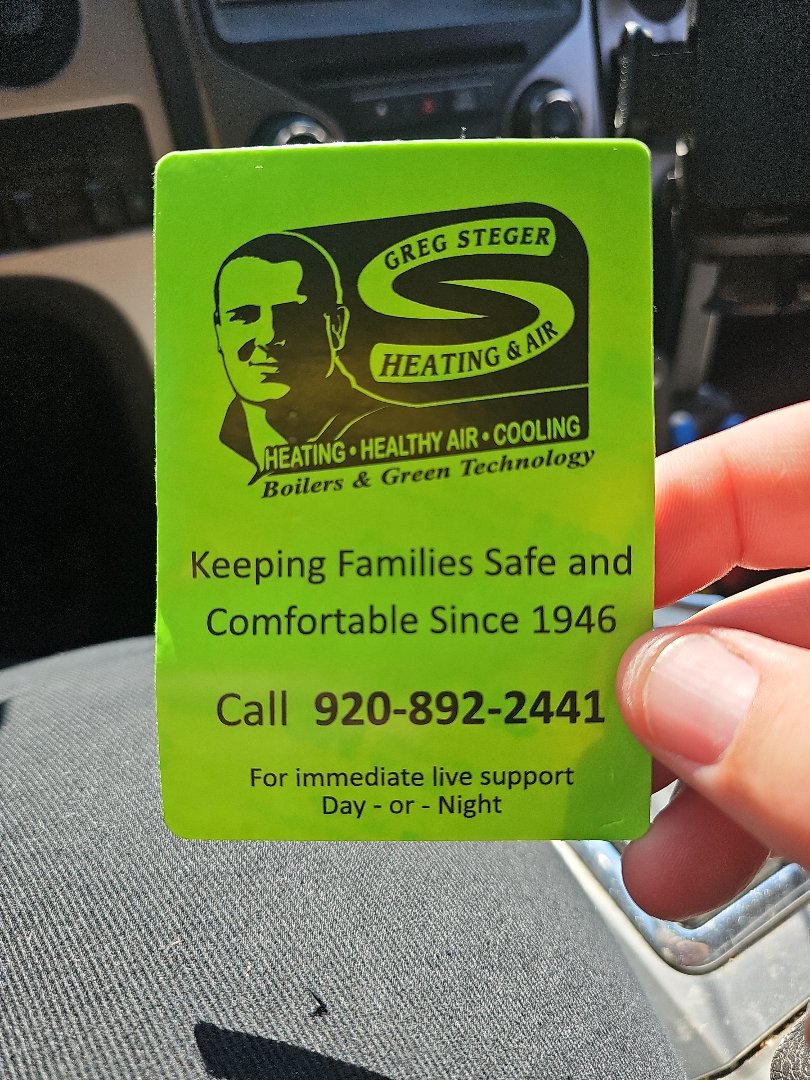 GREG STEGER
HEATING & AIR
HEATING • HEALTHY AIR • COOLING
Boilers & Green Technology
Keeping Families Safe and
Comfortable Since 1946
Call 920-892-2441
For immediate live support
Day - or - Night